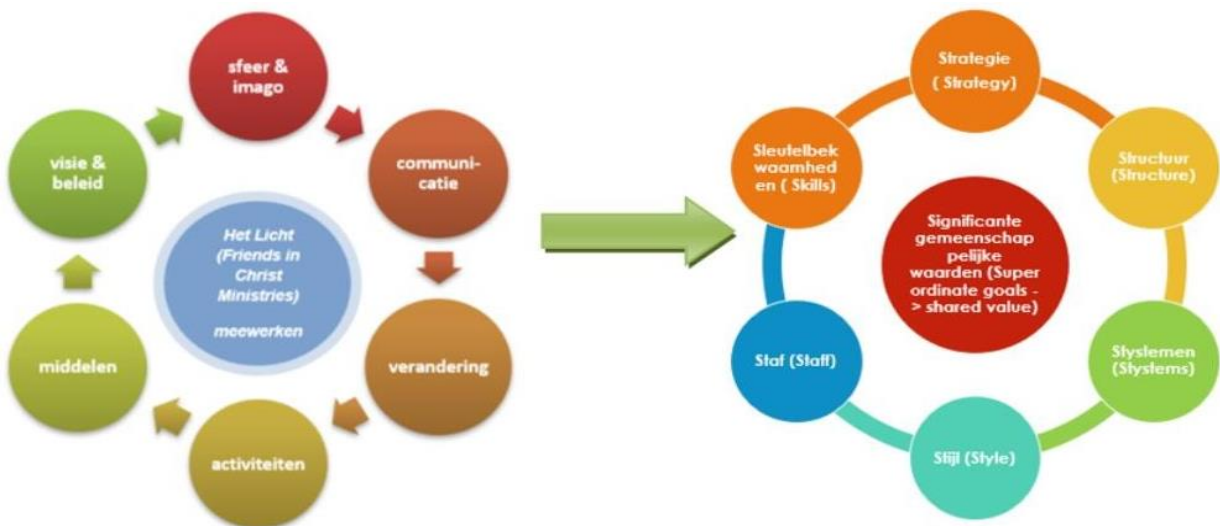 sfeer &
imago
communi-
catie
verandering
activiteiten
middelen
visie &
beleid
Het Licht
(Friends in
Christ
Ministries)
meewerken
Strategie
( Strategy)
Structuur
(Structure)
Stystemen
(Stystems)
Stijl (Style)
Staf (Staff)
Sleutelbek
waamhed
en ( Skills)
Significante
gemeenschap
pelijke
waarden (Super
ordinate goals -
> shared value)